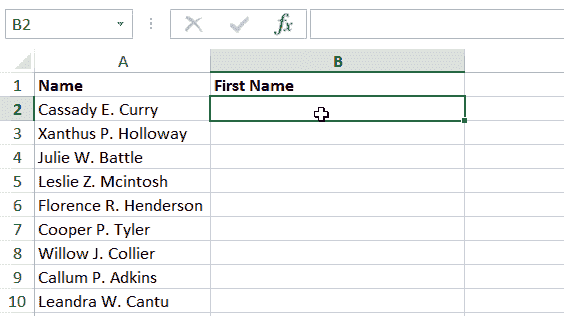 B2 fx
A B
1 Name First Name
2 Cassady E. Curry
3 Xanthus P. Holloway
4 Julie W. Battle
5 Leslie Z. Mcintosh
6 Florence R. Henderson
7 Cooper P. Tyler
8 Willow J. Collier
9 Callum P. Adkins
10 Leandra W. Cantu